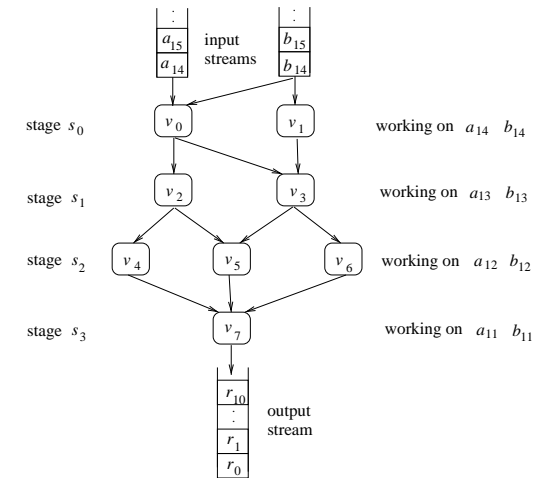 :
:
a15
input
b15
a14
streams
b14
stage s0
v0
v1
working on a14 b14
stage s1
v2
v3
working on a13 b13
stage s2
v4
v5
v6
working on a12 b12
stage s3
v7
working on a11 b11
r10
output
:
stream
r1
r0